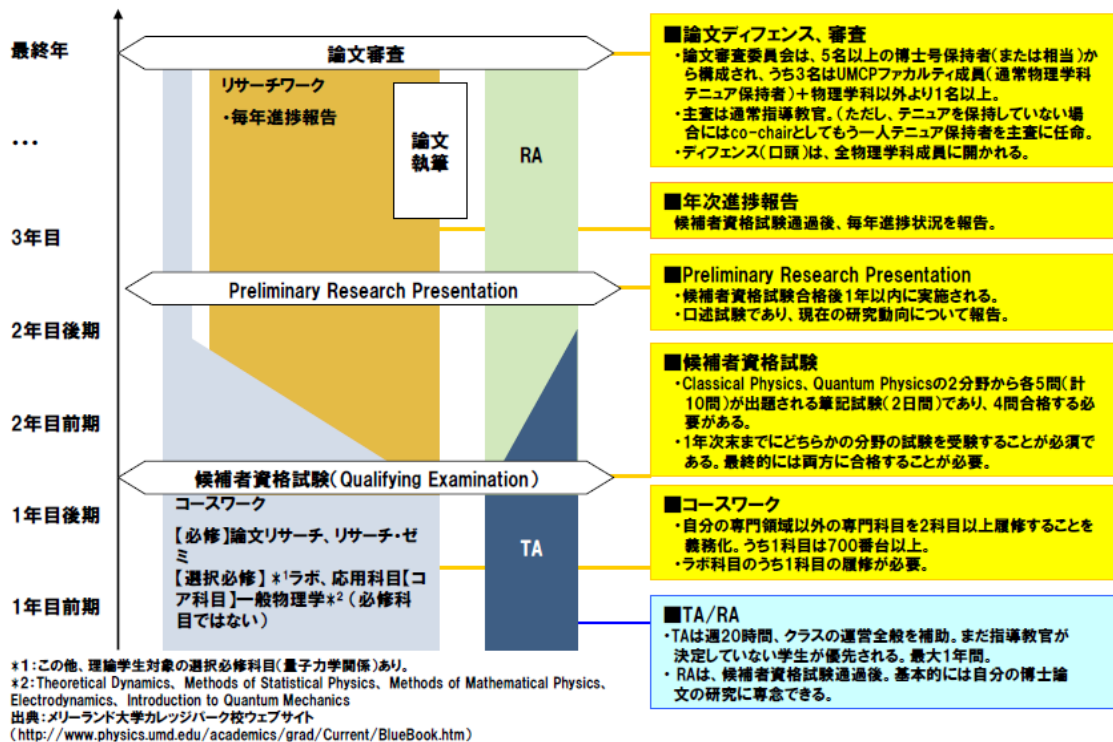 最終年
…
3年目
2年目後期
2年目前期
1年目後期
1年目前期
論文審査
リサーチワーク
・毎年進捗報告
論文
執筆
RA
Preliminary Research Presentation
候補者資格試験(Qualifying Examination)
コースワーク
【必修】論文リサーチ、リサーチ・ゼ
ミ
【選択必修】*1ラボ、応用科目【コ
ア科目】一般物理学*2(必修科
目ではない)
TA
■論文ディフェンス、審査
・論文審査委員会は、5名以上の博士号保持者(または相当)か
ら構成され、うち3名はUMCPファカルティ成員(通常物理学科
テニュア保持者)+物理学科以外より1名以上。
・主査は通常指導教官。(ただし、テニュアを保持していない場
合にはco-chairとしてもう一人テニュア保持者を主査に任命。
・ディフェンス(口頭)は、全物理学科成員に開かれる。
■年次進捗報告
候補者資格試験通過後、毎年進捗状況を報告。
■Preliminary Research Presentation
・候補者資格試験合格後1年以内に実施される。
・口述試験であり、現在の研究動向について報告。
■候補者資格試験
・Classical Physics、Quantum Physicsの2分野から各5問(計
10問)が出題される筆記試験(2日間)であり、4問合格する必
要がある。
・1年次末までにどちらかの分野の試験を受験することが必須で
ある。最終的には両方に合格することが必要。
■コースワーク
・自分の専門領域以外の専門科目を2科目以上履修することを
義務化。うち1科目は700番台以上。
・ラボ科目のうち1科目の履修が必要。
■TA/RA
・TAは週20時間、クラスの運営全般を補助。まだ指導教官が
決定していない学生が優先される。最大1年間。
・RAは、候補者資格試験通過後。基本的には自分の博士論
文の研究に専念できる。
*1:この他、理論学生対象の選択必修科目(量子力学関係)あり。
*2:Theoretical Dynamics、Methods of Statistical Physics、Methods of Mathematical Physics、
Electrodynamics、Introduction to Quantum Mechanics
出典:メリーランド大学カレッジパーク校ウェブサイト
(http://www.physics.umd.edu/academics/grad/Current/BlueBook.htm)